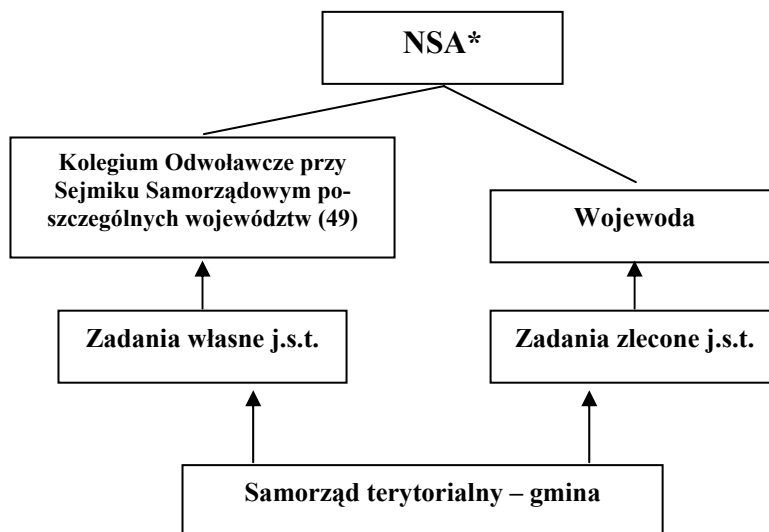 NSA*
Kolegium Odwoławcze przy
Sejmiku Samorządowym po-
szczególnych województw (49)
Wojewoda
Zadania własne j.s.t.
Zadania zlecone j.s.t.
Samorząd terytorialny – gmina